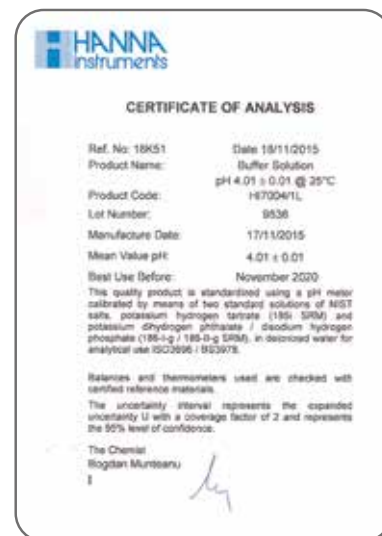 HANNA
instruments
CERTIFICATE OF ANALYSIS
Ref. No: 18K51 Date 18/11/2015
Product Name: Buffer Solution
pH 4.01 ± 0.01 @ 25°C
Product Code: HI7004/1L
Lot Number: 9536
Manufacture Date: 17/11/2015
Mean Value pH: 4.01 ± 0.01
Best Use Before: November 2020
This quality product is standardized using a pH meter
calibrated by means of two standard solutions of NIST
salts, potassium hydrogen tartrate (188i SRM) and
potassium dihydrogen phthalate / disodium hydrogen
phosphate (186-I-g / 186-II-g SRM), in deionized water for
analytical use ISO3696 / BS3978.
Balances and thermometers used are checked with
certified reference materials.
The uncertainty interval represents the expanded
uncertainty U with a coverage factor of 2 and represents
the 95% level of confidence.
The Chemist
Bogdan Munteanu